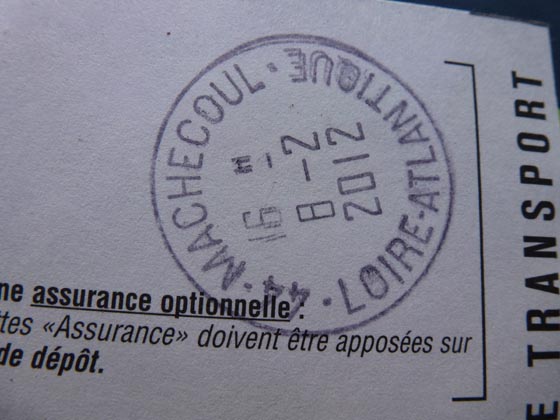 44 · MACHECOUL ·
LOIRE-ATLANTIQUE
16 H -
8 - 2
2012
ne assurance optionnelle :
ttes «Assurance» doivent être apposées sur
de dépôt.
E TRANSPORT